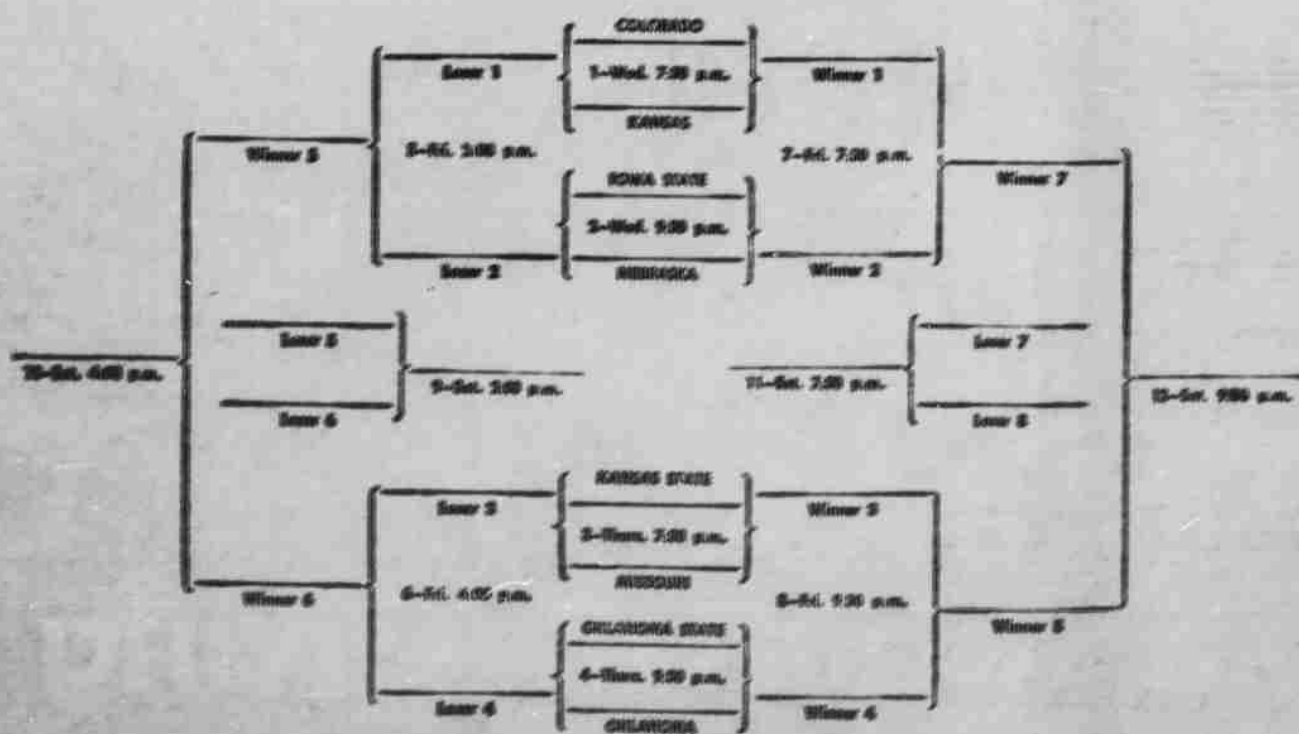 COLORADO
Loser 1
1-Wed. 7:30 p.m.
Winner 1
KANSAS
Winner 5
5-Fri. 2:00 p.m.
7-Fri. 7:30 p.m.
IOWA STATE
Winner 7
2-Wed. 9:30 p.m.
Loser 2
NEBRASKA
Winner 2
Loser 5
Loser 7
10-Sat. 4:00 p.m.
9-Sat. 2:00 p.m.
11-Sat. 7:00 p.m.
12-Sat. 9:00 p.m.
Loser 6
Loser 8
KANSAS STATE
Loser 3
Winner 3
3-Thurs. 7:30 p.m.
MISSOURI
Winner 6
6-Fri. 4:00 p.m.
8-Fri. 9:30 p.m.
Winner 8
OKLAHOMA STATE
4-Thurs. 9:30 p.m.
Loser 4
Winner 4
OKLAHOMA